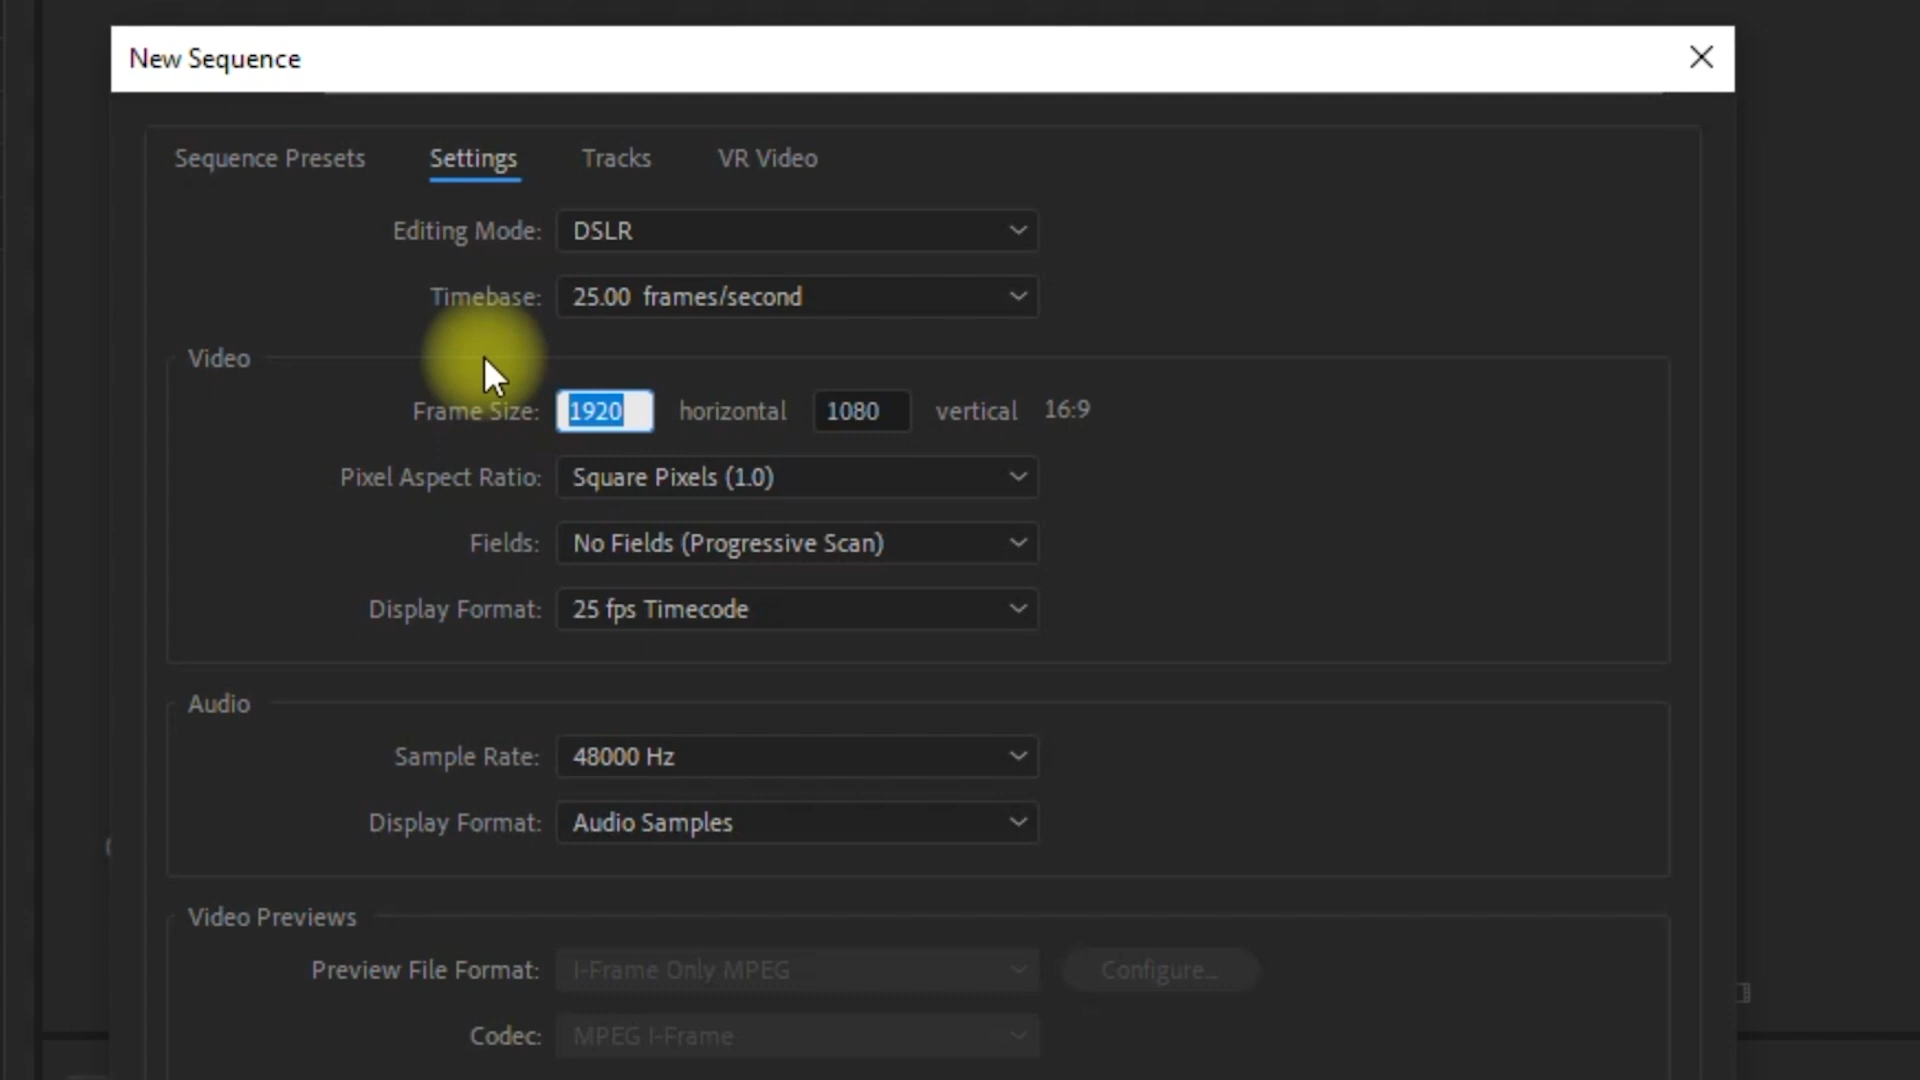 New Sequence
Sequence Presets Settings Tracks VR Video
Editing Mode: DSLR
Timebase: 25.00 frames/second
Video
Frame Size: 1920 horizontal 1080 vertical 16:9
Pixel Aspect Ratio: Square Pixels (1.0)
Fields: No Fields (Progressive Scan)
Display Format: 25 fps Timecode
Audio
Sample Rate: 48000 Hz
Display Format: Audio Samples
Video Previews
Preview File Format: I-Frame Only MPEG Configure...
Codec: MPEG I-Frame